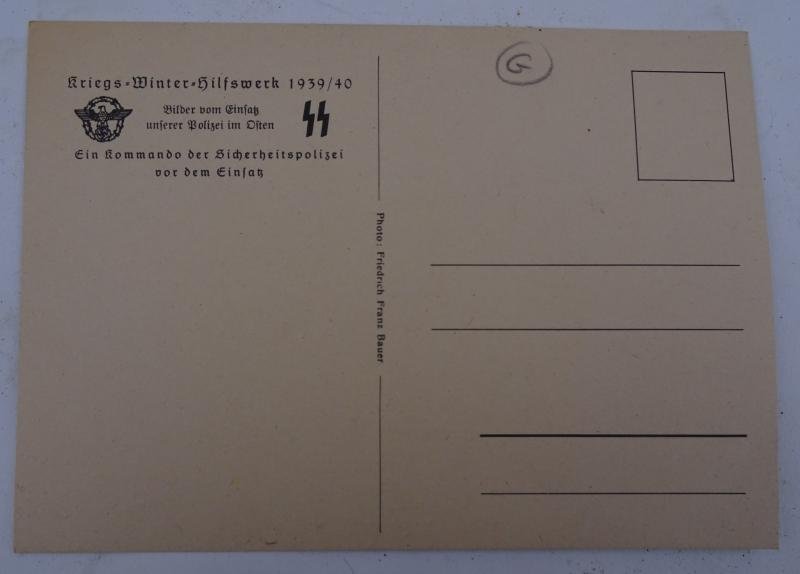 Kriegs-Winter-Hilfswerk 1939/40
Bilder vom Einsatz
unserer Polizei im Osten
Ein Kommando der Sicherheitspolizei
vor dem Einsatz
Photo: Friedrich Franz Bauer
G